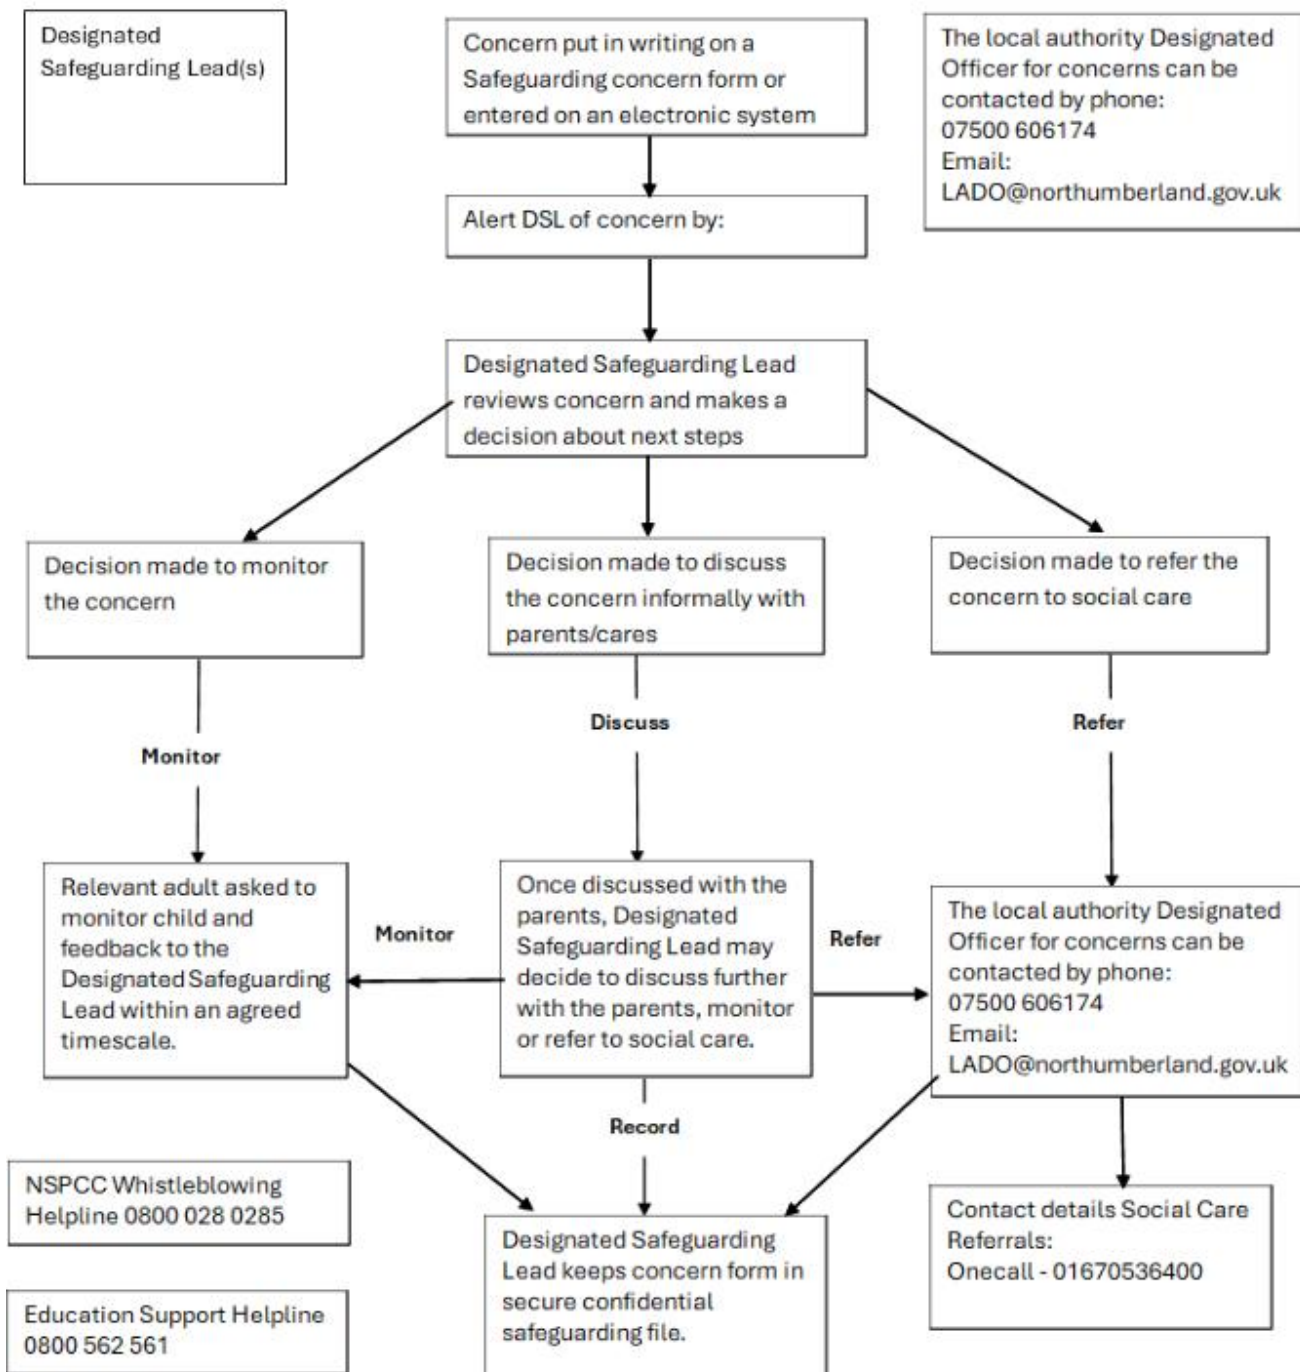 Designated
Safeguarding Lead(s)
Concern put in writing on a
Safeguarding concern form or
entered on an electronic system
The local authority Designated
Officer for concerns can be
contacted by phone:
07500 606174
Email:
LADO@northumberland.gov.uk
Alert DSL of concern by:
Designated Safeguarding Lead
reviews concern and makes a
decision about next steps
Decision made to monitor
the concern
Decision made to discuss
the concern informally with
parents/cares
Decision made to refer the
concern to social care
Monitor
Discuss
Refer
Relevant adult asked to
monitor child and
feedback to the
Designated Safeguarding
Lead within an agreed
timescale.
Monitor
Once discussed with the
parents, Designated
Safeguarding Lead may
decide to discuss further
with the parents, monitor
or refer to social care.
Refer
The local authority Designated
Officer for concerns can be
contacted by phone:
07500 606174
Email:
LADO@northumberland.gov.uk
Record
NSPCC Whistleblowing
Helpline 0800 028 0285
Education Support Helpline
0800 562 561
Designated Safeguarding
Lead keeps concern form in
secure confidential
safeguarding file.
Contact details Social Care
Referrals:
Onecall - 01670536400